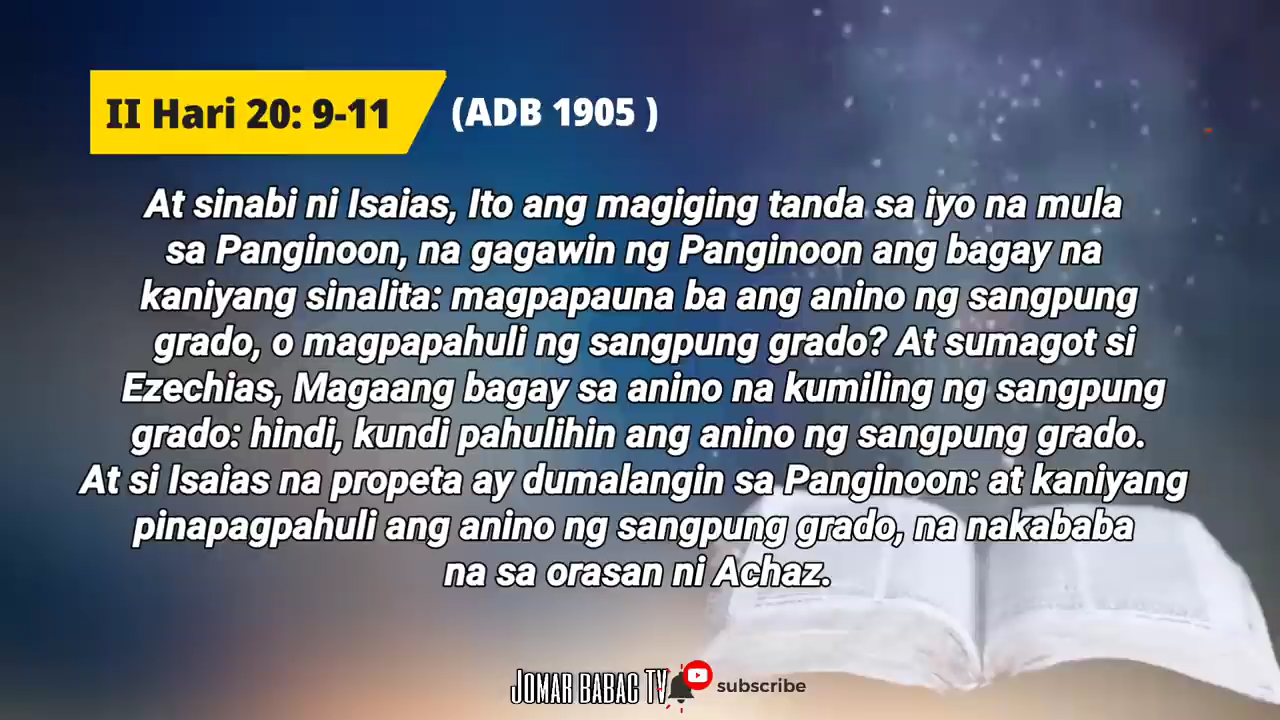 II Hari 20: 9-11 (ADB 1905 )
At sinabi ni Isaias, Ito ang magiging tanda sa iyo na mula
sa Panginoon, na gagawin ng Panginoon ang bagay na
kaniyang sinalita: magpapauna ba ang anino ng sangpung
grado, o magpapahuli ng sangpung grado? At sumagot si
Ezechias, Magaang bagay sa anino na kumiling ng sangpung
grado: hindi, kundi pahulihin ang anino ng sangpung grado.
At si Isaias na propeta ay dumalangin sa Panginoon: at kaniyang
pinapagpahuli ang anino ng sangpung grado, na nakababa
na sa orasan ni Achaz.
JOMAR BABAC TV subscribe